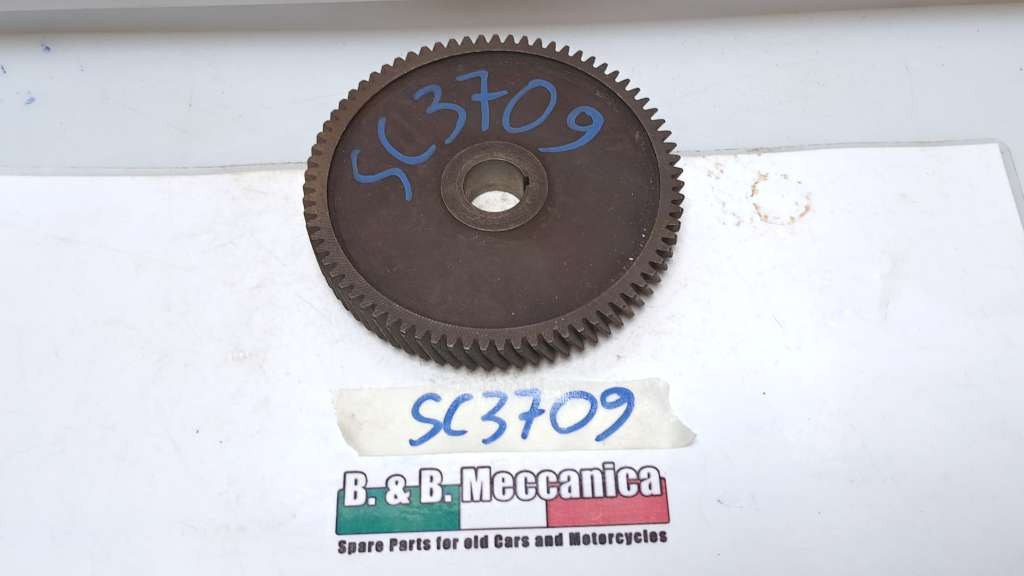 SC3709
SC3709
B. & B. Meccanica
Spare Parts for old Cars and Motorcycles